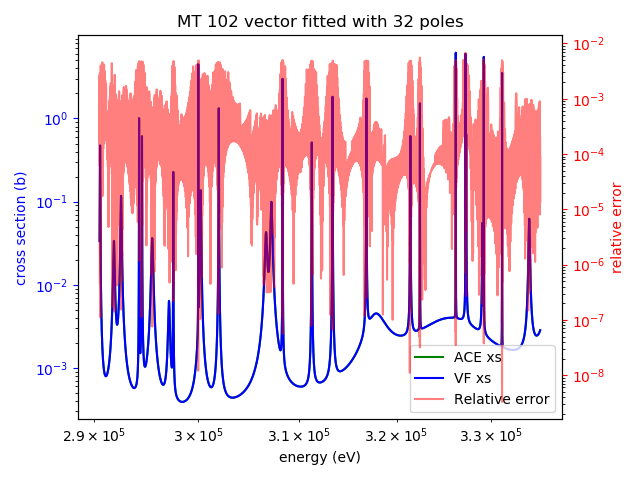 MT 102 vector fitted with 32 poles
cross section (b)
10⁰
10⁻¹
10⁻²
10⁻³
10⁻²
10⁻³
10⁻⁴
10⁻⁵
10⁻⁶
10⁻⁷
10⁻⁸
relative error
ACE xs
VF xs
Relative error
2.9 × 10⁵ 3 × 10⁵ 3.1 × 10⁵ 3.2 × 10⁵ 3.3 × 10⁵
energy (eV)